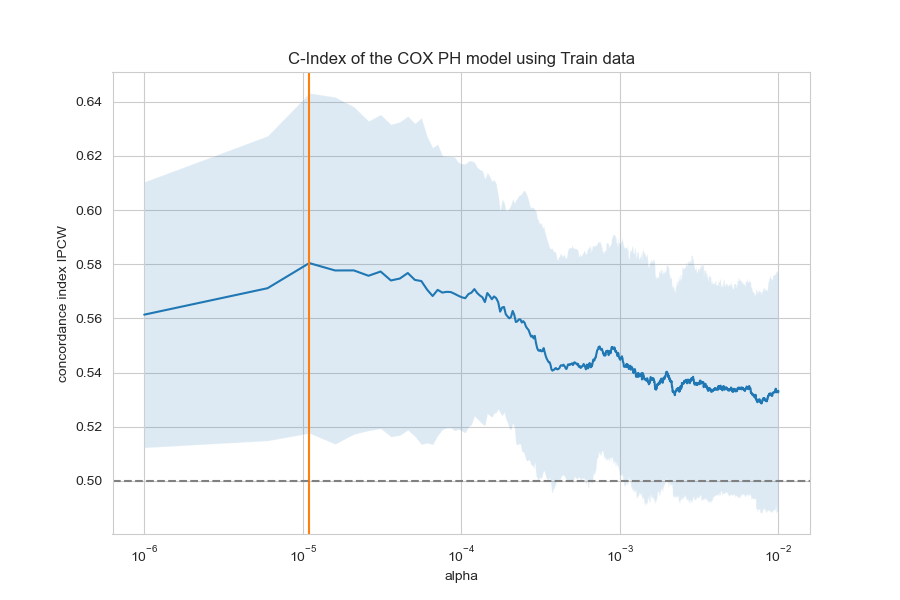 C-Index of the COX PH model using Train data
concordance index IPCW
0.64
0.62
0.60
0.58
0.56
0.54
0.52
0.50
10⁻⁶ 10⁻⁵ 10⁻⁴ 10⁻³ 10⁻²
alpha